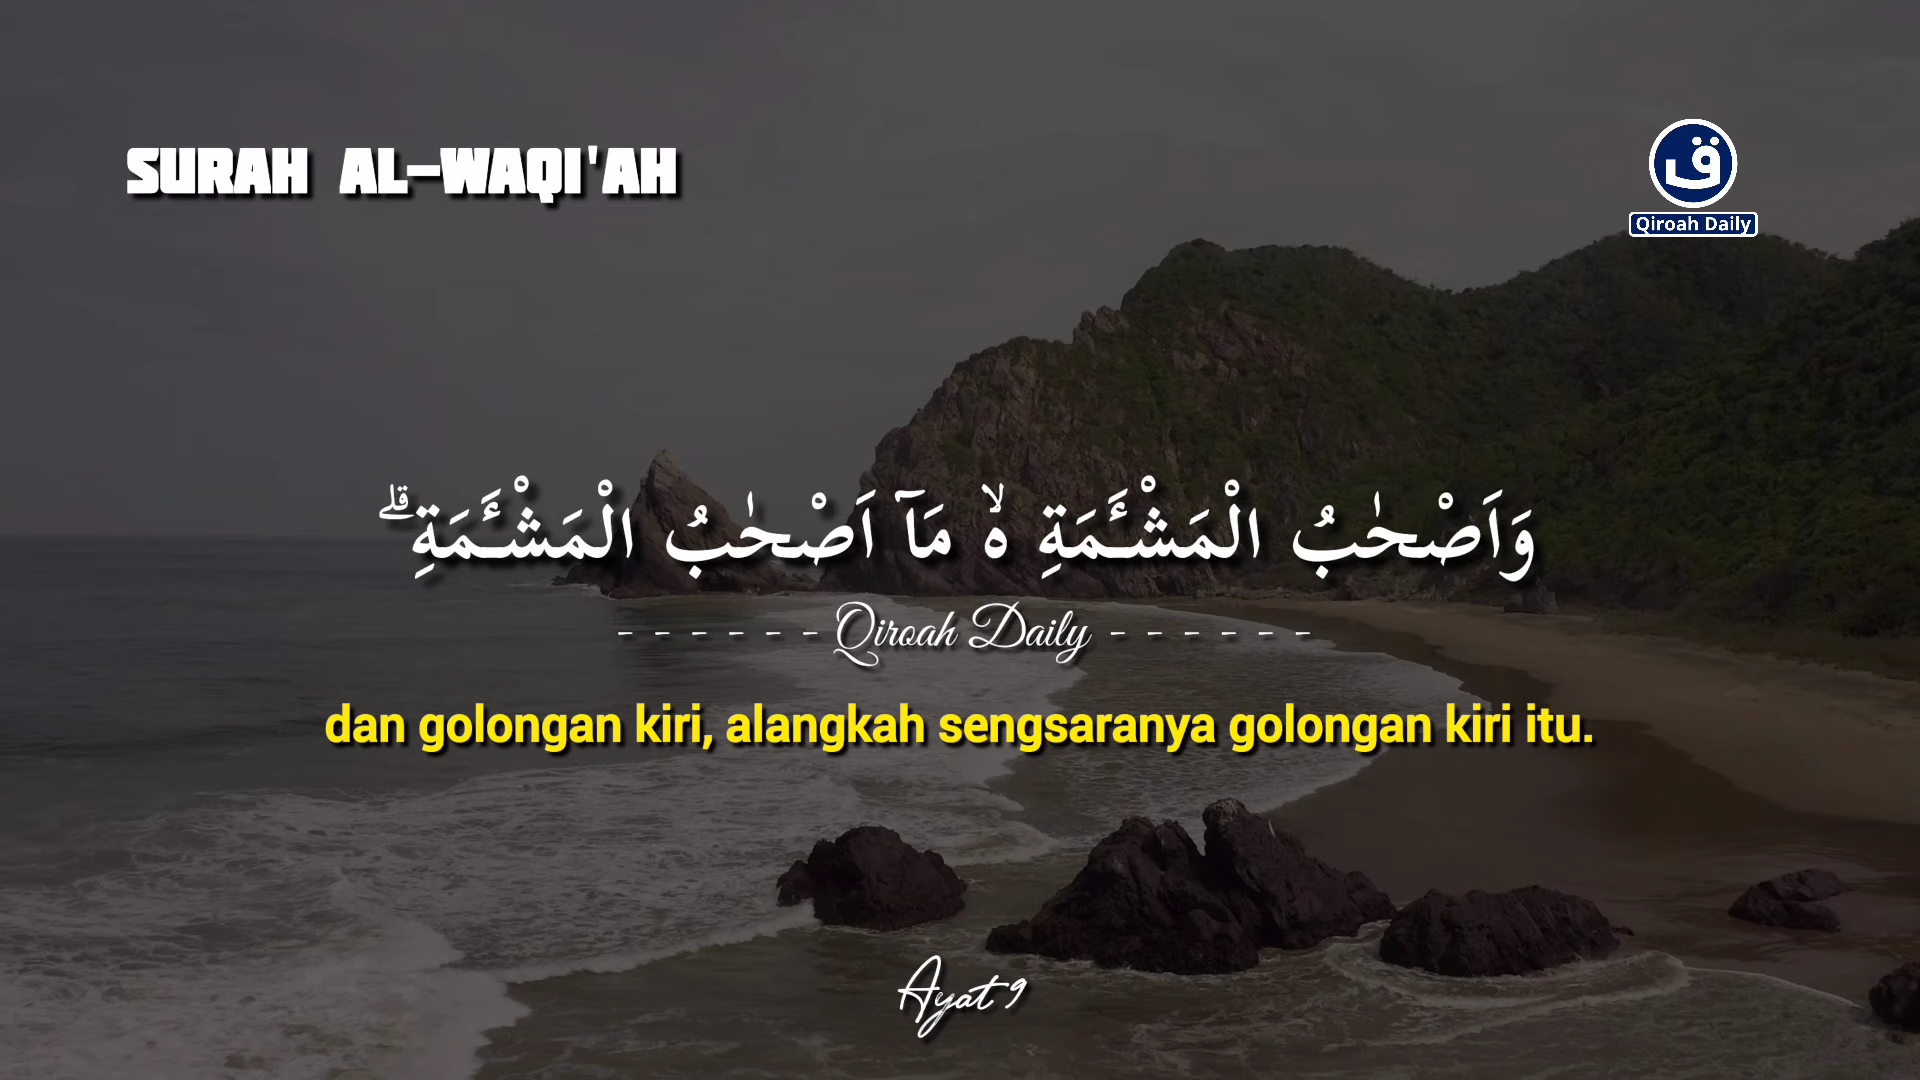 SURAH AL-WAQI'AH
ق
Qiroah Daily
وَاَصْحٰبُ الْمَشْـَٔمَةِ ەۙ مَآ اَصْحٰبُ الْمَشْـَٔمَةِۗ
- - - - - - Qiroah Daily - - - - - -
dan golongan kiri, alangkah sengsaranya golongan kiri itu.
Ayat 9